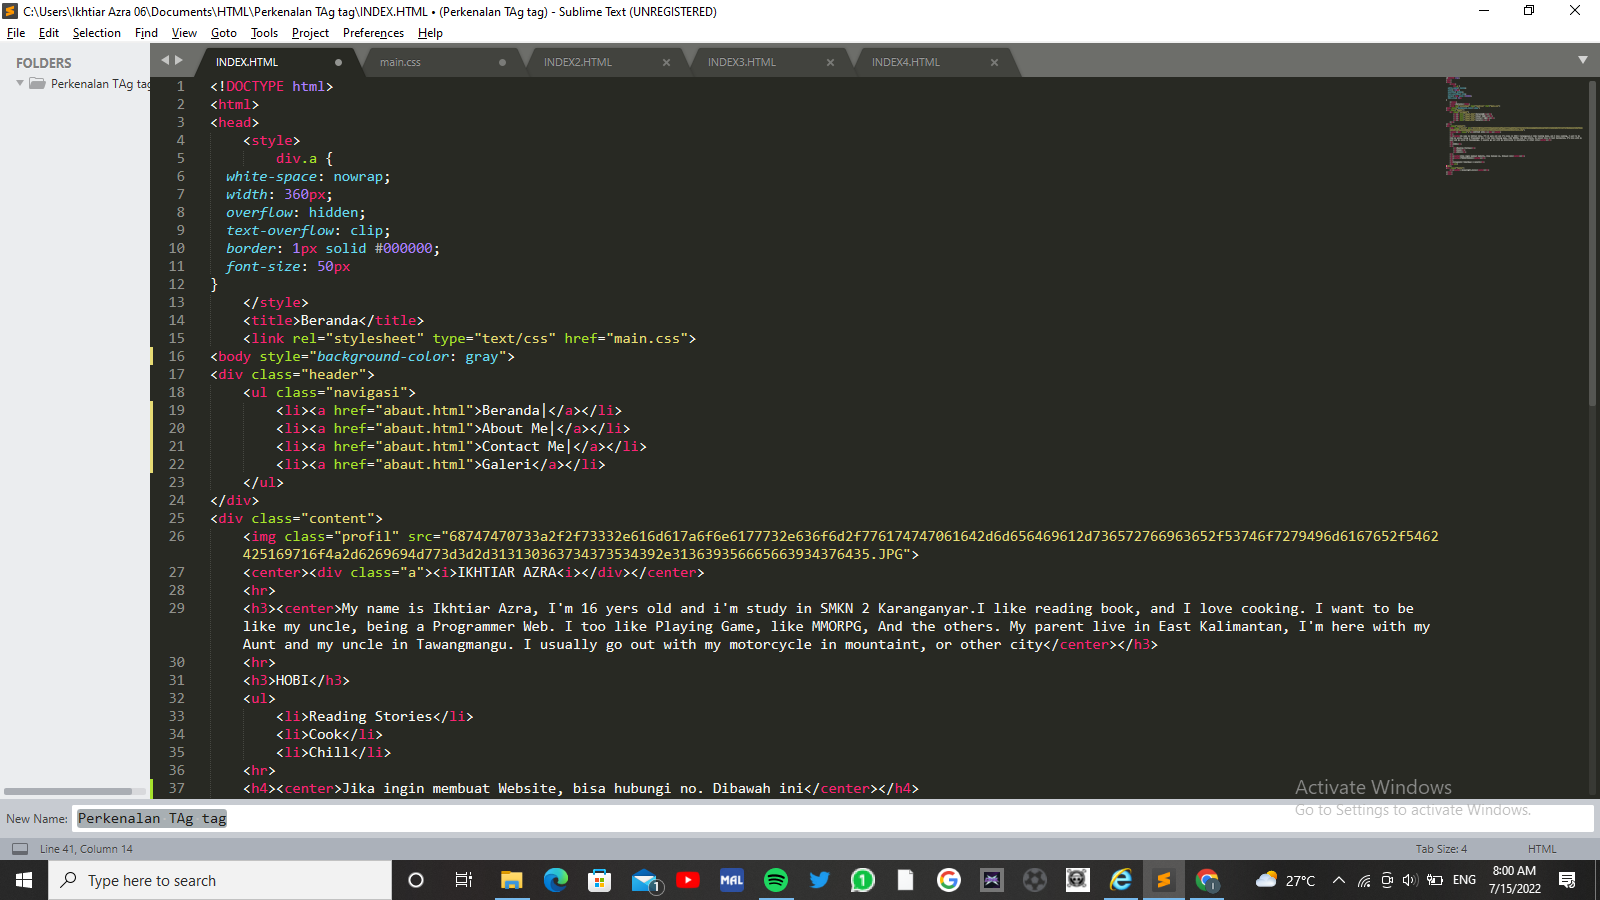 C:\Users\Ikhtiar Azra 06\Documents\HTML\Perkenalan TAg tag\INDEX.HTML • (Perkenalan TAg tag) - Sublime Text (UNREGISTERED)
File Edit Selection Find View Goto Tools Project Preferences Help
FOLDERS
Perkenalan TAg tag
INDEX.HTML main.css INDEX2.HTML INDEX3.HTML INDEX4.HTML
1 <!DOCTYPE html>
2 <html>
3 <head>
4 <style>
5 div.a {
6 white-space: nowrap;
7 width: 360px;
8 overflow: hidden;
9 text-overflow: clip;
10 border: 1px solid #000000;
11 font-size: 50px
12 }
13 </style>
14 <title>Beranda</title>
15 <link rel="stylesheet" type="text/css" href="main.css">
16 <body style="background-color: gray">
17 <div class="header">
18 <ul class="navigasi">
19 <li><a href="abaut.html">Beranda|</a></li>
20 <li><a href="abaut.html">About Me|</a></li>
21 <li><a href="abaut.html">Contact Me|</a></li>
22 <li><a href="abaut.html">Galeri</a></li>
23 </ul>
24 </div>
25 <div class="content">
26 <img class="profil" src="68747470733a2f2f73332e616d617a6f6e6177732e636f6d2f776174747061642d6d656469612d736572766963652f53746f7279496d6167652f5462
425169716f4a2d6269694d773d3d2d313130363734373534392e313639356665663934376435.JPG">
27 <center><div class="a"><i>IKHTIAR AZRA<i></div></center>
28 <hr>
29 <h3><center>My name is Ikhtiar Azra, I'm 16 yers old and i'm study in SMKN 2 Karanganyar.I like reading book, and I love cooking. I want to be
like my uncle, being a Programmer Web. I too like Playing Game, like MMORPG, And the others. My parent live in East Kalimantan, I'm here with my
Aunt and my uncle in Tawangmangu. I usually go out with my motorcycle in mountaint, or other city</center></h3>
30 <hr>
31 <h3>HOBI</h3>
32 <ul>
33 <li>Reading Stories</li>
34 <li>Cook</li>
35 <li>Chill</li>
36 <hr>
37 <h4><center>Jika ingin membuat Website, bisa hubungi no. Dibawah ini</center></h4>
Activate Windows
Go to Settings to activate Windows.
New Name: Perkenalan TAg tag
Line 41, Column 14 Tab Size: 4 HTML
Type here to search
1
MAL
1
27°C
ENG
8:00 AM
7/15/2022